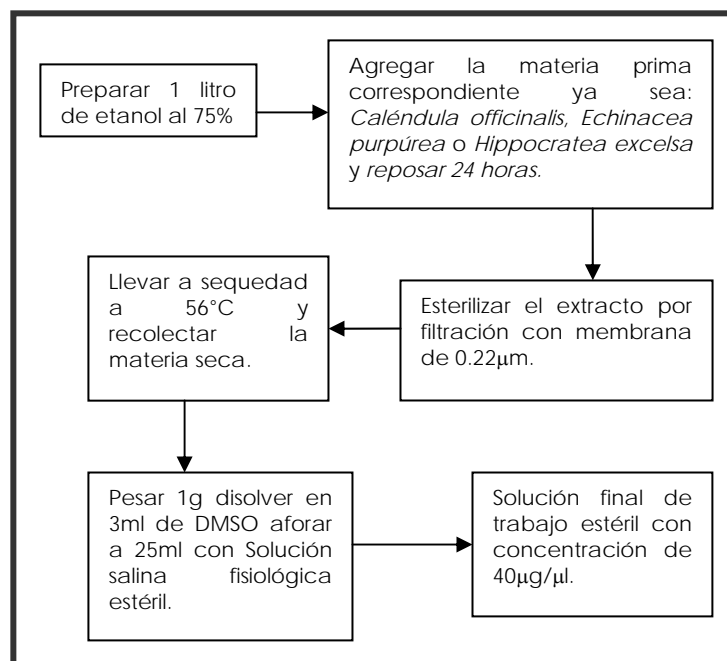 Preparar 1 litro
de etanol al 75%
Agregar la materia prima
correspondiente ya sea:
Caléndula officinalis, Echinacea
purpúrea o Hippocratea excelsa
y reposar 24 horas.
Llevar a sequedad
a 56°C y
recolectar la
materia seca.
Esterilizar el extracto por
filtración con membrana
de 0.22μm.
Pesar 1g disolver en
3ml de DMSO aforar
a 25ml con Solución
salina fisiológica
estéril.
Solución final de
trabajo estéril con
concentración de
40μg/μl.